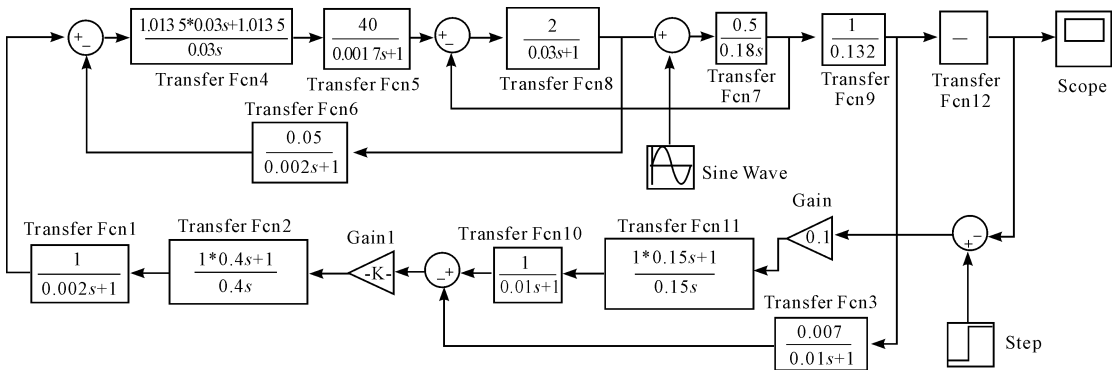 1.013 5*0.03s+1.013 5
0.03s
Transfer Fcn4
40
0.001 7s+1
Transfer Fcn5
2
0.03s+1
Transfer Fcn8
0.5
0.18s
Transfer
Fcn7
1
0.132
Transfer
Fcn9
Transfer
Fcn12
Scope
Transfer Fcn6
0.05
0.002s+1
Sine Wave
Transfer Fcn1
1
0.002s+1
Transfer Fcn2
1*0.4s+1
0.4s
Gain1
-K-
Transfer Fcn10
1
0.01s+1
Transfer Fcn11
1*0.15s+1
0.15s
Gain
0.1
Transfer Fcn3
0.007
0.01s+1
Step